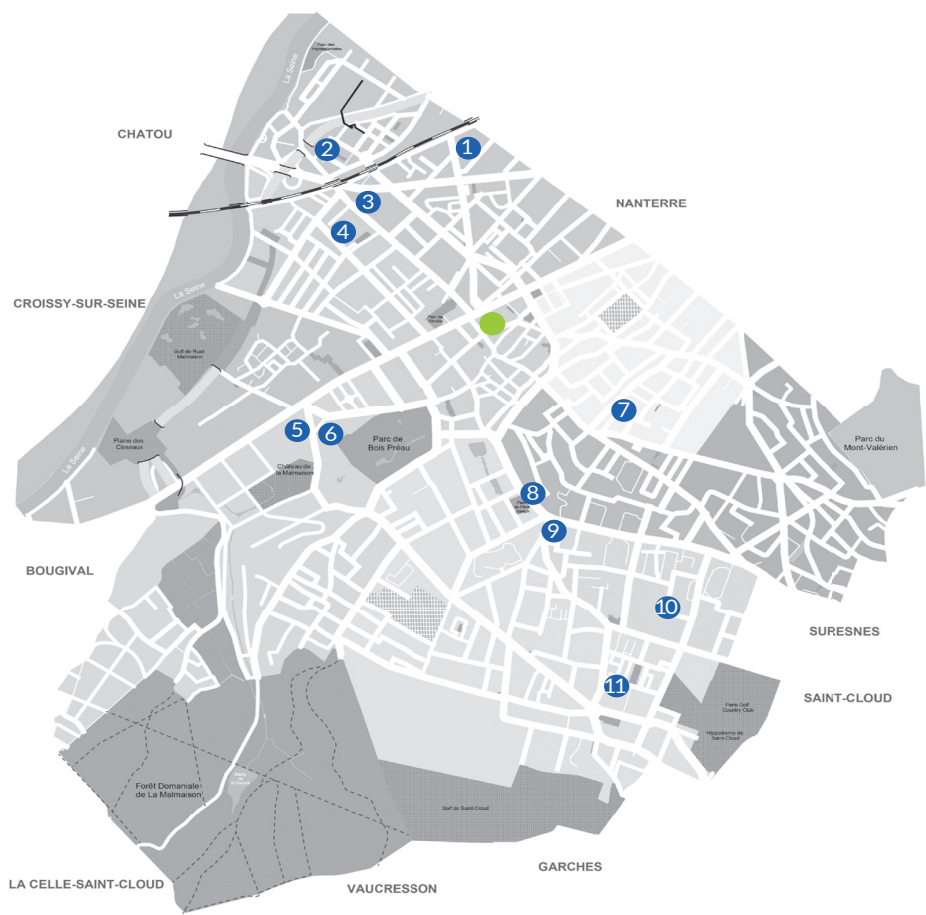 Parc des
Impressionnistes
La Seine
CHATOU
1
2
NANTERRE
3
4
La Seine
CROISSY-SUR-SEINE
Golf de Rueil
Malmaison
7
5
6
Parc de
Bois Préau
Plaine des
Closeaux
La Seine
Château de
la Malmaison
Parc du
Mont-Valérien
8
9
BOUGIVAL
10
SURESNES
11
SAINT-CLOUD
Paris Golf
Country Club
Hippodrome de
Saint-Cloud
Forêt Domaniale
de La Malmaison
Golf de Saint-Cloud
GARCHES
LA CELLE-SAINT-CLOUD
VAUCRESSON